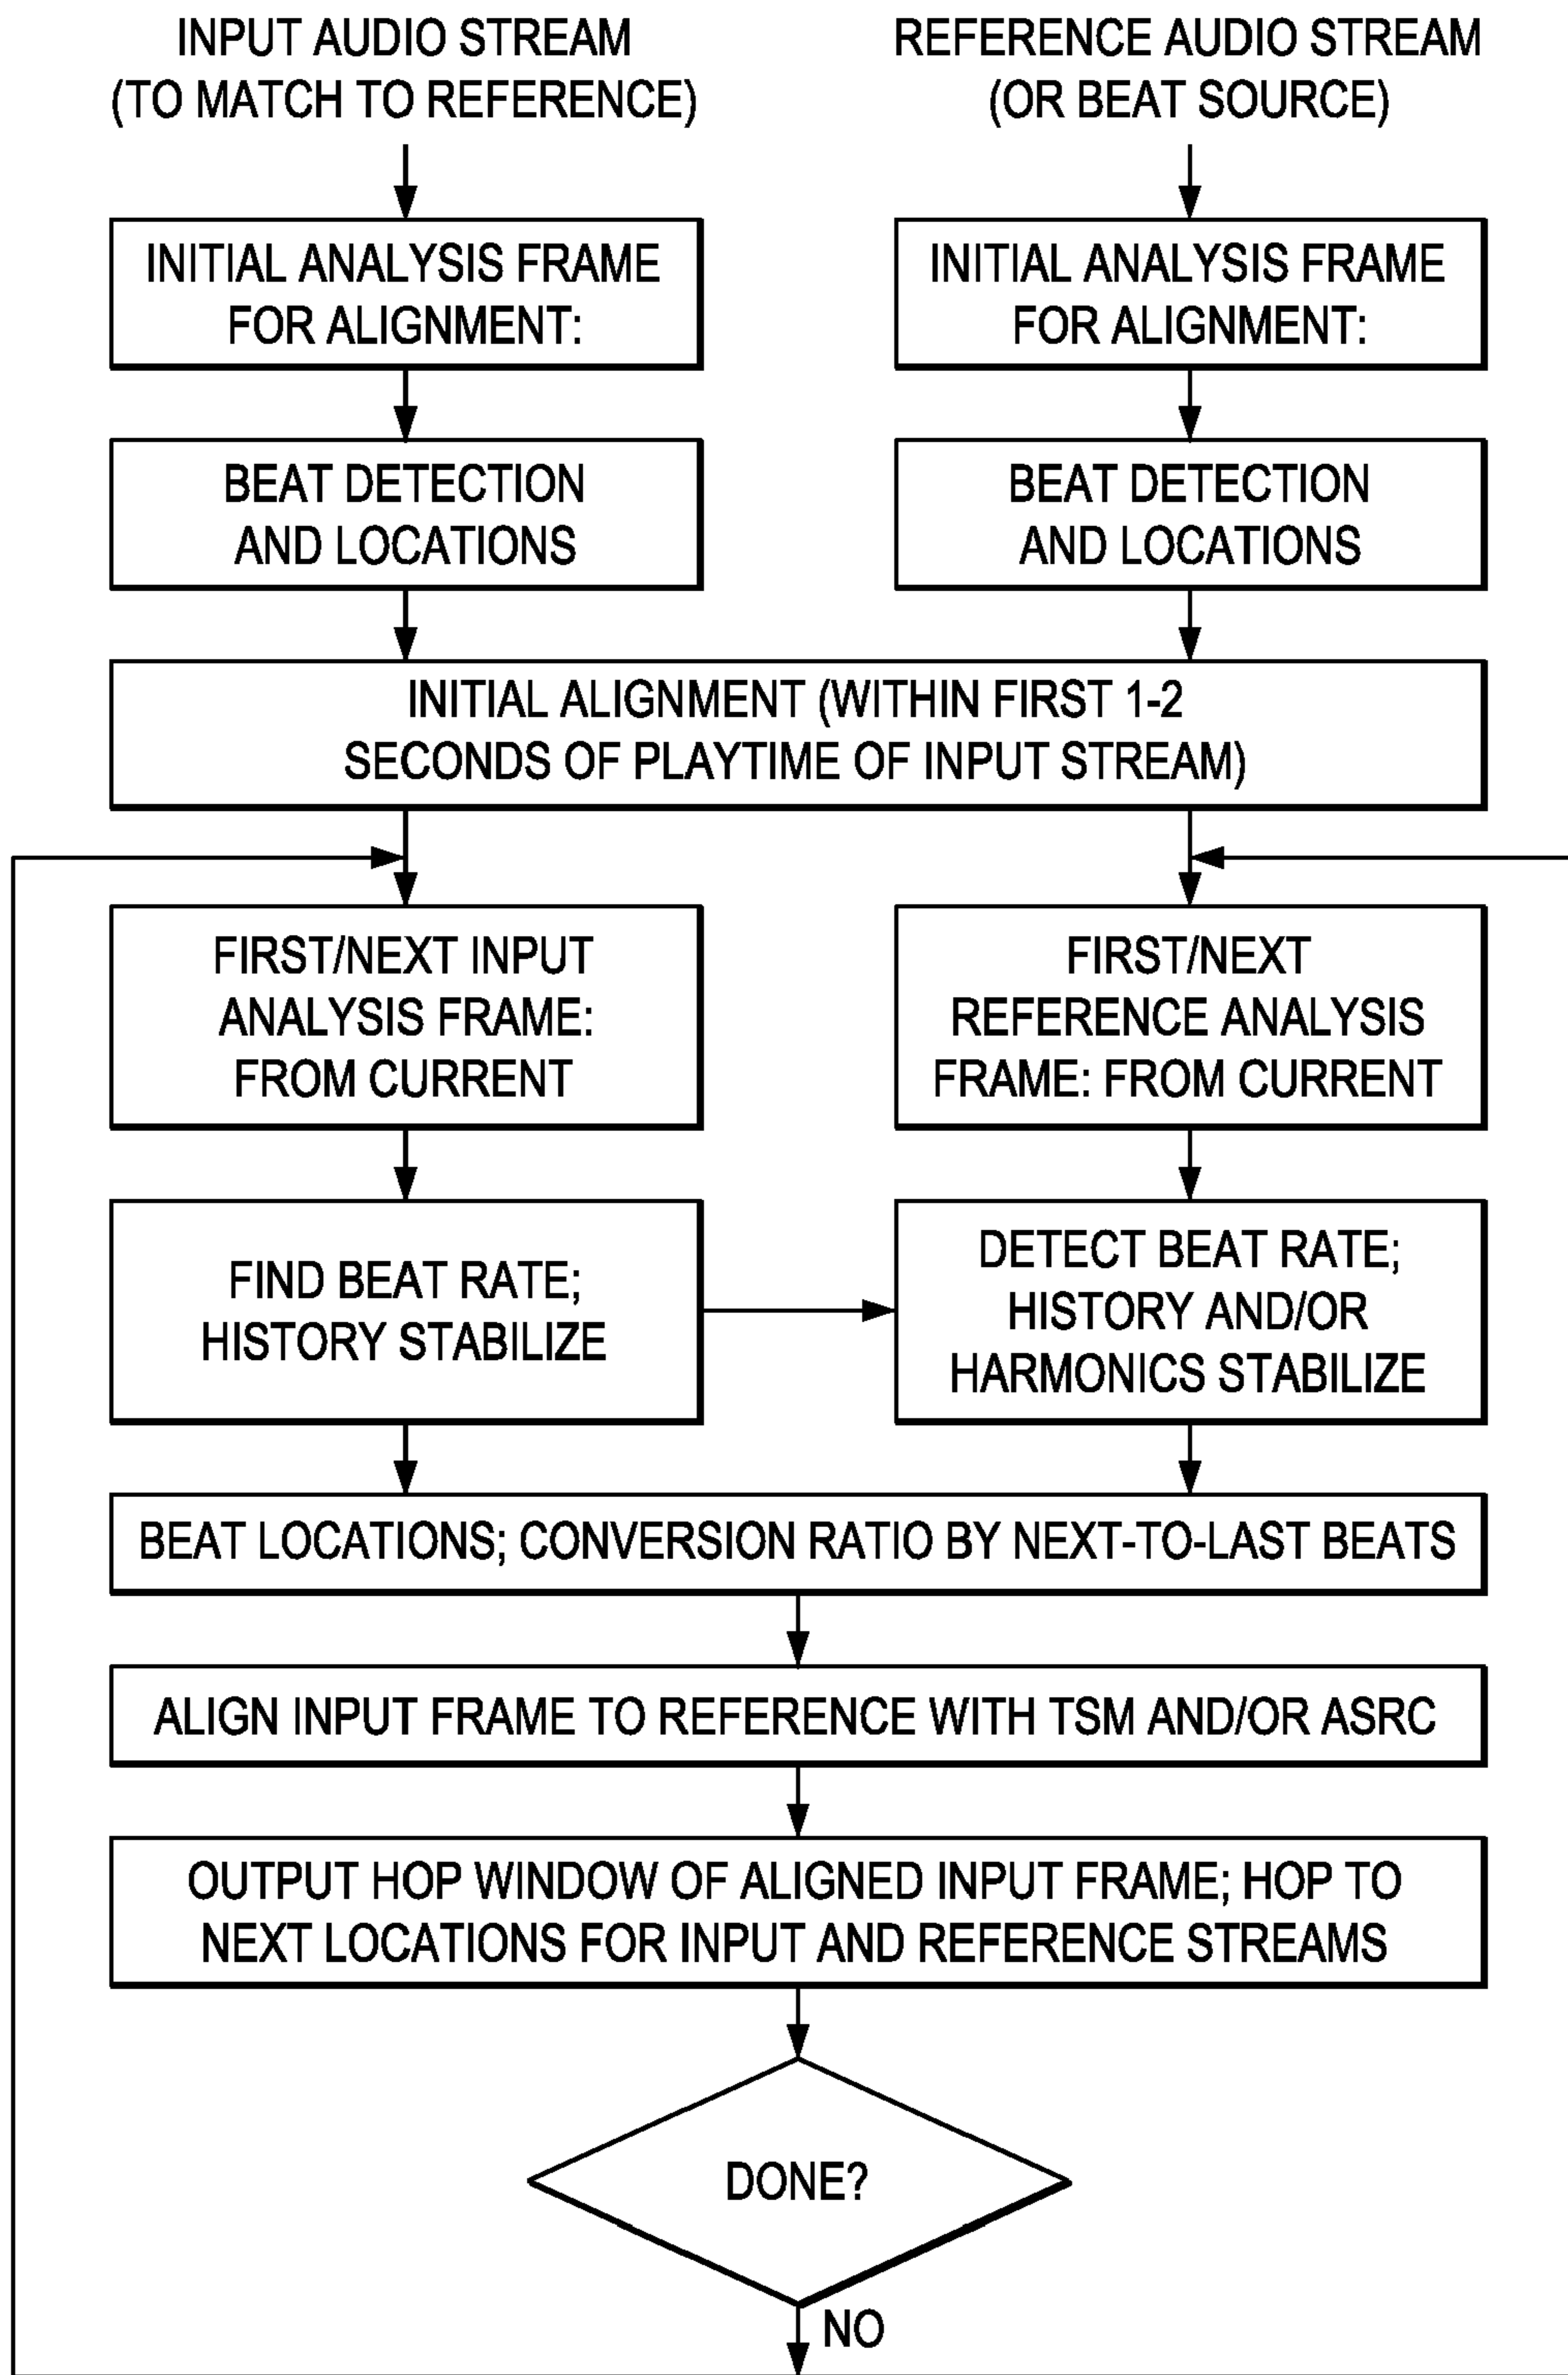 INPUT AUDIO STREAM
(TO MATCH TO REFERENCE)
REFERENCE AUDIO STREAM
(OR BEAT SOURCE)
INITIAL ANALYSIS FRAME
FOR ALIGNMENT:
INITIAL ANALYSIS FRAME
FOR ALIGNMENT:
BEAT DETECTION
AND LOCATIONS
BEAT DETECTION
AND LOCATIONS
INITIAL ALIGNMENT (WITHIN FIRST 1-2
SECONDS OF PLAYTIME OF INPUT STREAM)
FIRST/NEXT INPUT
ANALYSIS FRAME:
FROM CURRENT
FIRST/NEXT
REFERENCE ANALYSIS
FRAME: FROM CURRENT
FIND BEAT RATE;
HISTORY STABILIZE
DETECT BEAT RATE;
HISTORY AND/OR
HARMONICS STABILIZE
BEAT LOCATIONS; CONVERSION RATIO BY NEXT-TO-LAST BEATS
ALIGN INPUT FRAME TO REFERENCE WITH TSM AND/OR ASRC
OUTPUT HOP WINDOW OF ALIGNED INPUT FRAME; HOP TO
NEXT LOCATIONS FOR INPUT AND REFERENCE STREAMS
DONE?
NO